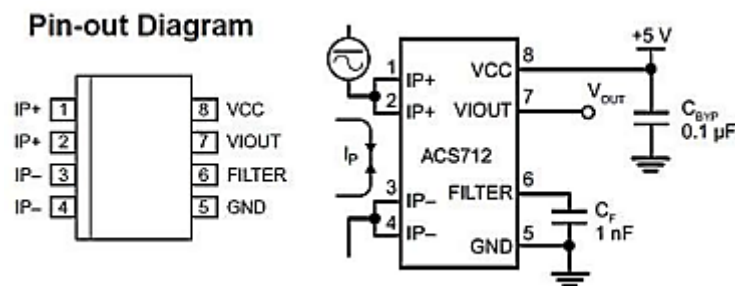 Pin-out Diagram
IP+ 1
IP+ 2
IP– 3
IP– 4
8 VCC
7 VIOUT
6 FILTER
5 GND
1 IP+
2 IP+
3 IP–
4 IP–
IP
ACS712
VCC 8
VIOUT 7
FILTER 6
GND 5
+5 V
VOUT
CBYP
0.1 µF
CF
1 nF